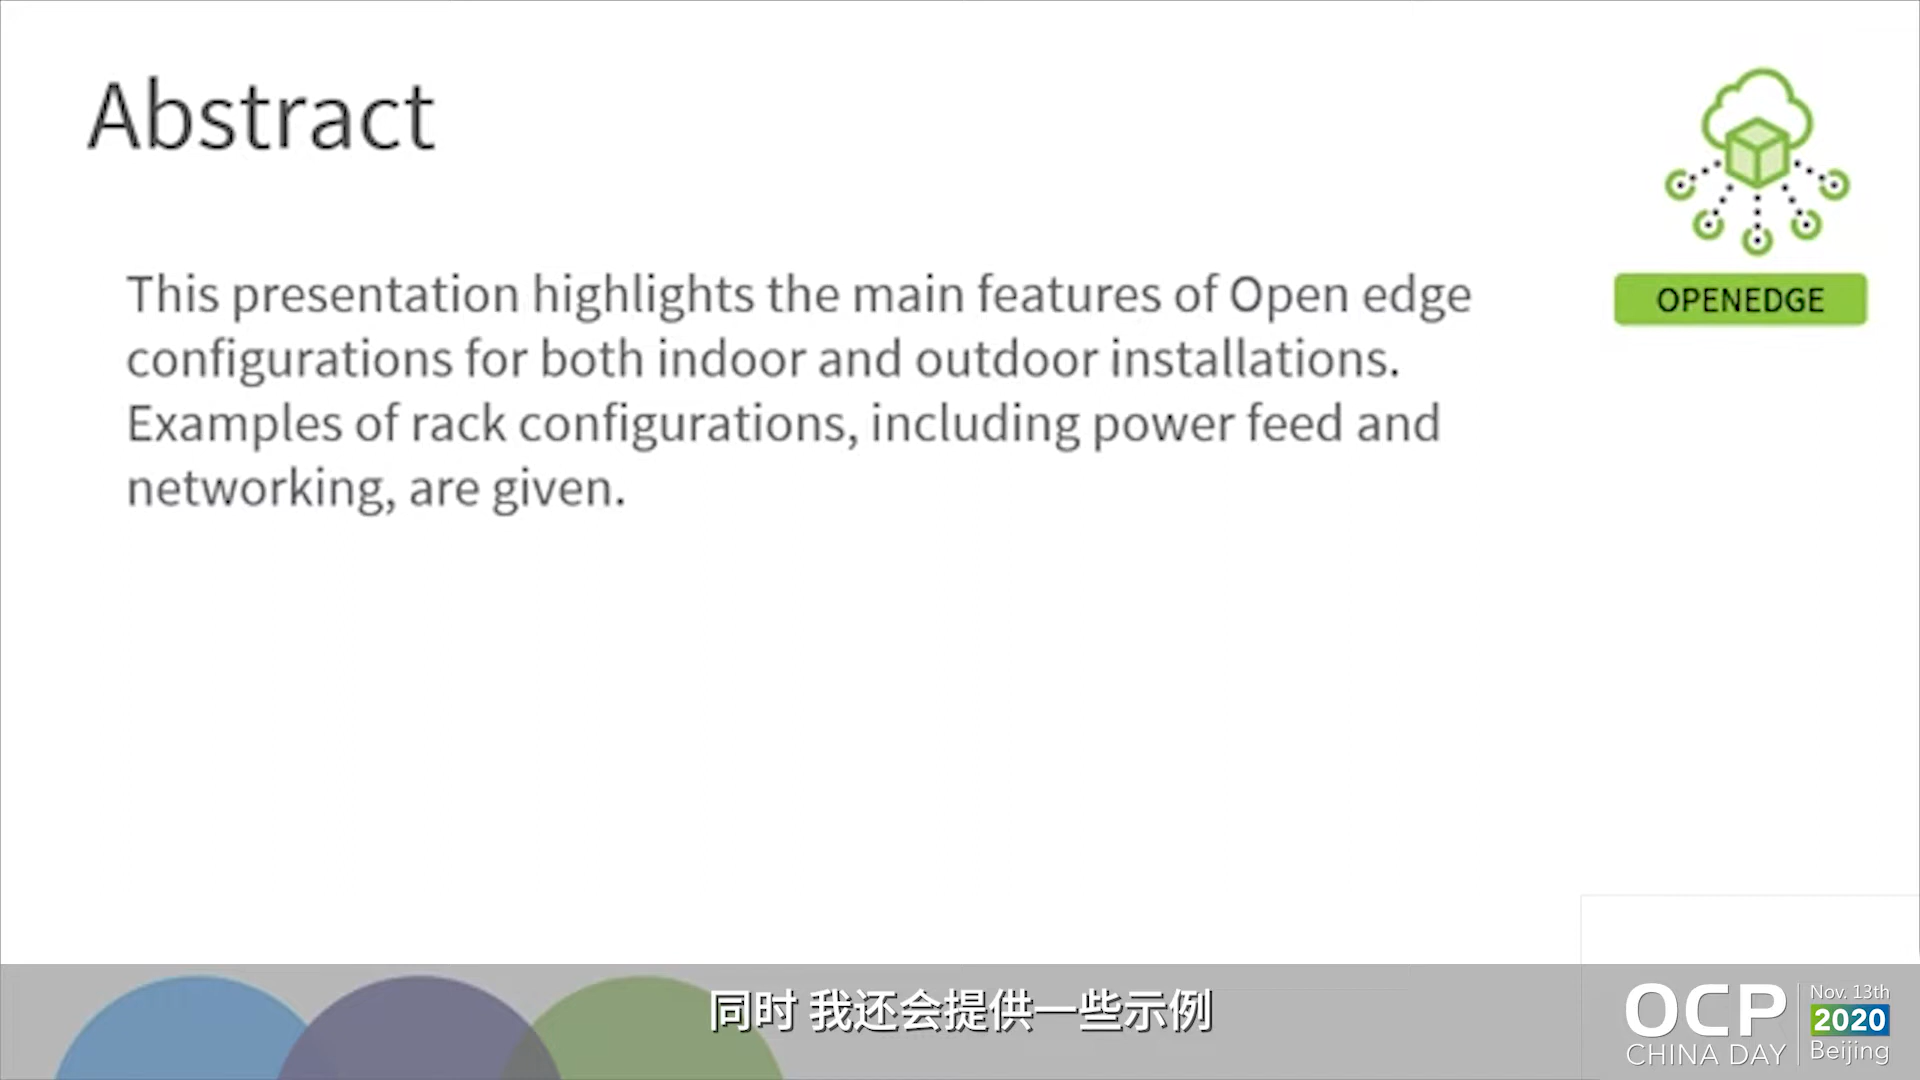 Abstract
OPENEDGE
This presentation highlights the main features of Open edge
configurations for both indoor and outdoor installations.
Examples of rack configurations, including power feed and
networking, are given.
同时 我还会提供一些示例
OCP
CHINA DAY
Nov. 13th
2020
Beijing